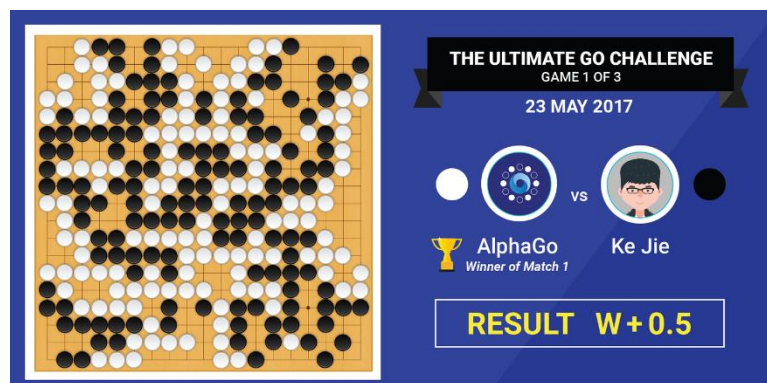 THE ULTIMATE GO CHALLENGE
GAME 1 OF 3
23 MAY 2017
vs
AlphaGo
Winner of Match 1
Ke Jie
RESULT W + 0.5